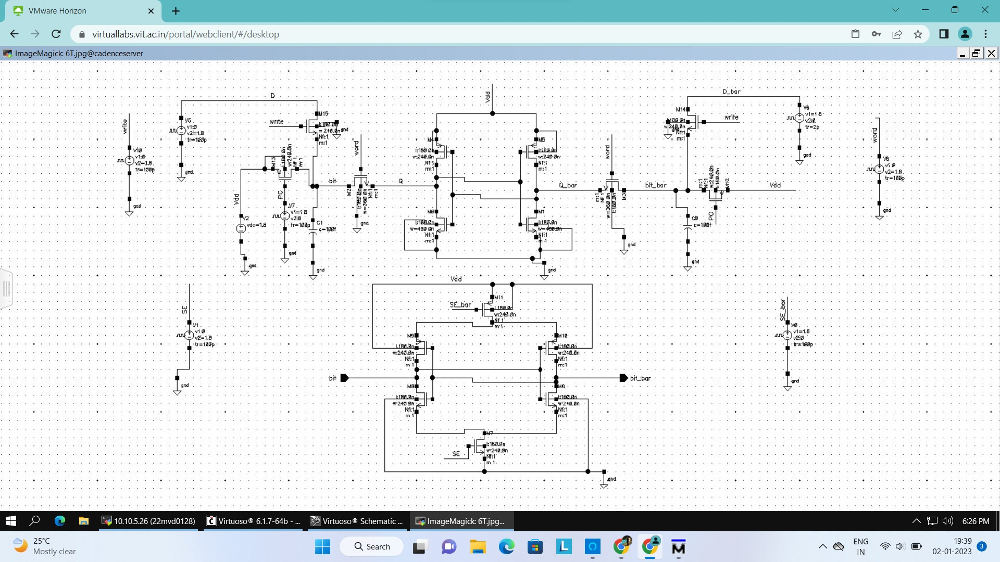 VMware Horizon
virtuallabs.vit.ac.in/portal/webclient/#/desktop
ImageMagick: 6T.jpg@cadenceserver
D
Vdd
D_bar
write
V10
v1:0
v2=1.8
tr=100p
gnd
V5
v1:0
v2=1.8
tr=100p
gnd
write
M15
w:240.0n
Nf:1
m:1
gnd
word
M13
w:240.0n
Nf:1
m:1
Vdd
V2
vdc=1.8
gnd
PC
V7
v1=1.8
v2:0
tr=100p
gnd
C1
c=100f
gnd
bit
M2
w=360.0n
l:180.0n
Nf:1
m:1
gnd
Q
M4
l:180.0n
w:240.0n
Nf:1
m:1
M5
l:180.0n
w:240.0n
Nf:1
m:1
M0
l:180.0n
w=480.0n
Nf:1
m:1
M1
l:180.0n
w=480.0n
Nf:1
m:1
gnd
Q_bar
word
M3
m:1
Nf:1
w=360.0n
l:180.0n
gnd
bit_bar
M14
l:180.0n
w:240.0n
Nf:1
m:1
gnd
write
V6
v1=1.8
v2:0
tr=2p
gnd
M12
m:1
Nf:1
w:240.0n
l:180.0n
PC
Vdd
C0
c=100f
gnd
word
V8
v1:0
v2=1.8
tr=100p
gnd
SE
V1
v1:0
v2=1.8
tr=100p
gnd
Vdd
SE_bar
M11
l:180.0n
w:240.0n
Nf:1
m:1
M9
l:180.0n
w:240.0n
Nf:1
m:1
M10
l:180.0n
w:240.0n
Nf:1
m:1
bit
bit_bar
M8
l:180.0n
w:240.0n
Nf:1
m:1
M6
l:180.0n
w:240.0n
Nf:1
m:1
M7
l:180.0n
w:240.0n
Nf:1
m:1
SE
gnd
SE_bar
V0
v1=1.8
v2:0
tr=100p
gnd
10.10.5.26 (22mvd0128)
Virtuoso® 6.1.7-64b - ...
Virtuoso® Schematic ...
ImageMagick: 6T.jpg...
6:26 PM
25°C
Mostly clear
Search
ENG
IN
19:39
02-01-2023
3